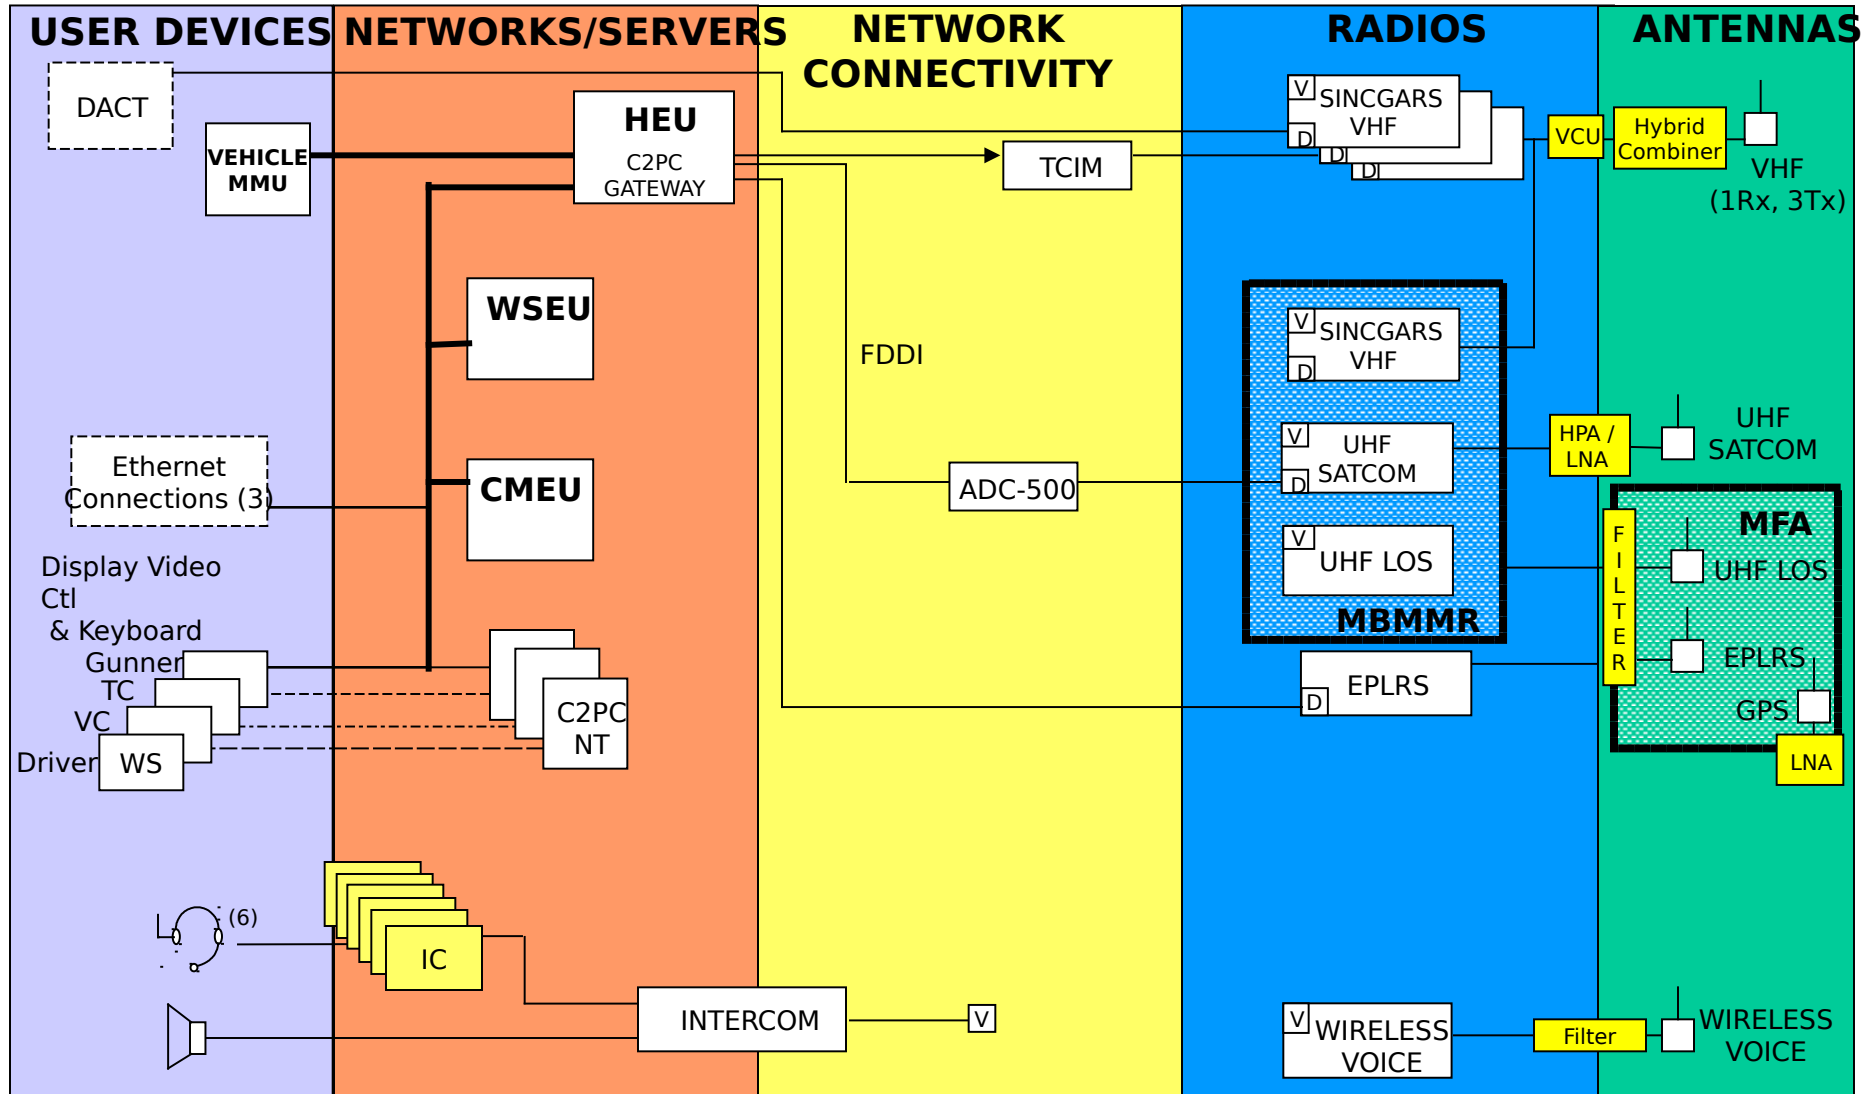 USER DEVICES
NETWORKS/SERVERS
NETWORK
CONNECTIVITY
RADIOS
ANTENNAS
DACT
VEHICLE
MMU
HEU
C2PC
GATEWAY
TCIM
V
SINCGARS
VHF
D
D
D
VCU
Hybrid
Combiner
VHF
(1Rx, 3Tx)
WSEU
FDDI
V
SINCGARS
VHF
D
Ethernet
Connections (3)
CMEU
ADC-500
V
UHF
SATCOM
D
HPA /
LNA
UHF
SATCOM
V
UHF LOS
MBMMR
F
I
L
T
E
R
MFA
UHF LOS
EPLRS
GPS
LNA
EPLRS
D
Display Video
Ctl
& Keyboard
Gunner
TC
VC
Driver
WS
C2PC
NT
(6)
IC
INTERCOM
V
V
WIRELESS
VOICE
Filter
WIRELESS
VOICE